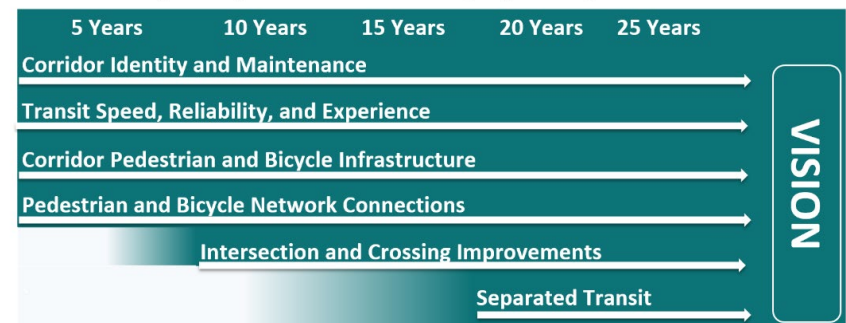 5 Years 10 Years 15 Years 20 Years 25 Years
Corridor Identity and Maintenance
Transit Speed, Reliability, and Experience
Corridor Pedestrian and Bicycle Infrastructure
Pedestrian and Bicycle Network Connections
Intersection and Crossing Improvements
Separated Transit
VISION